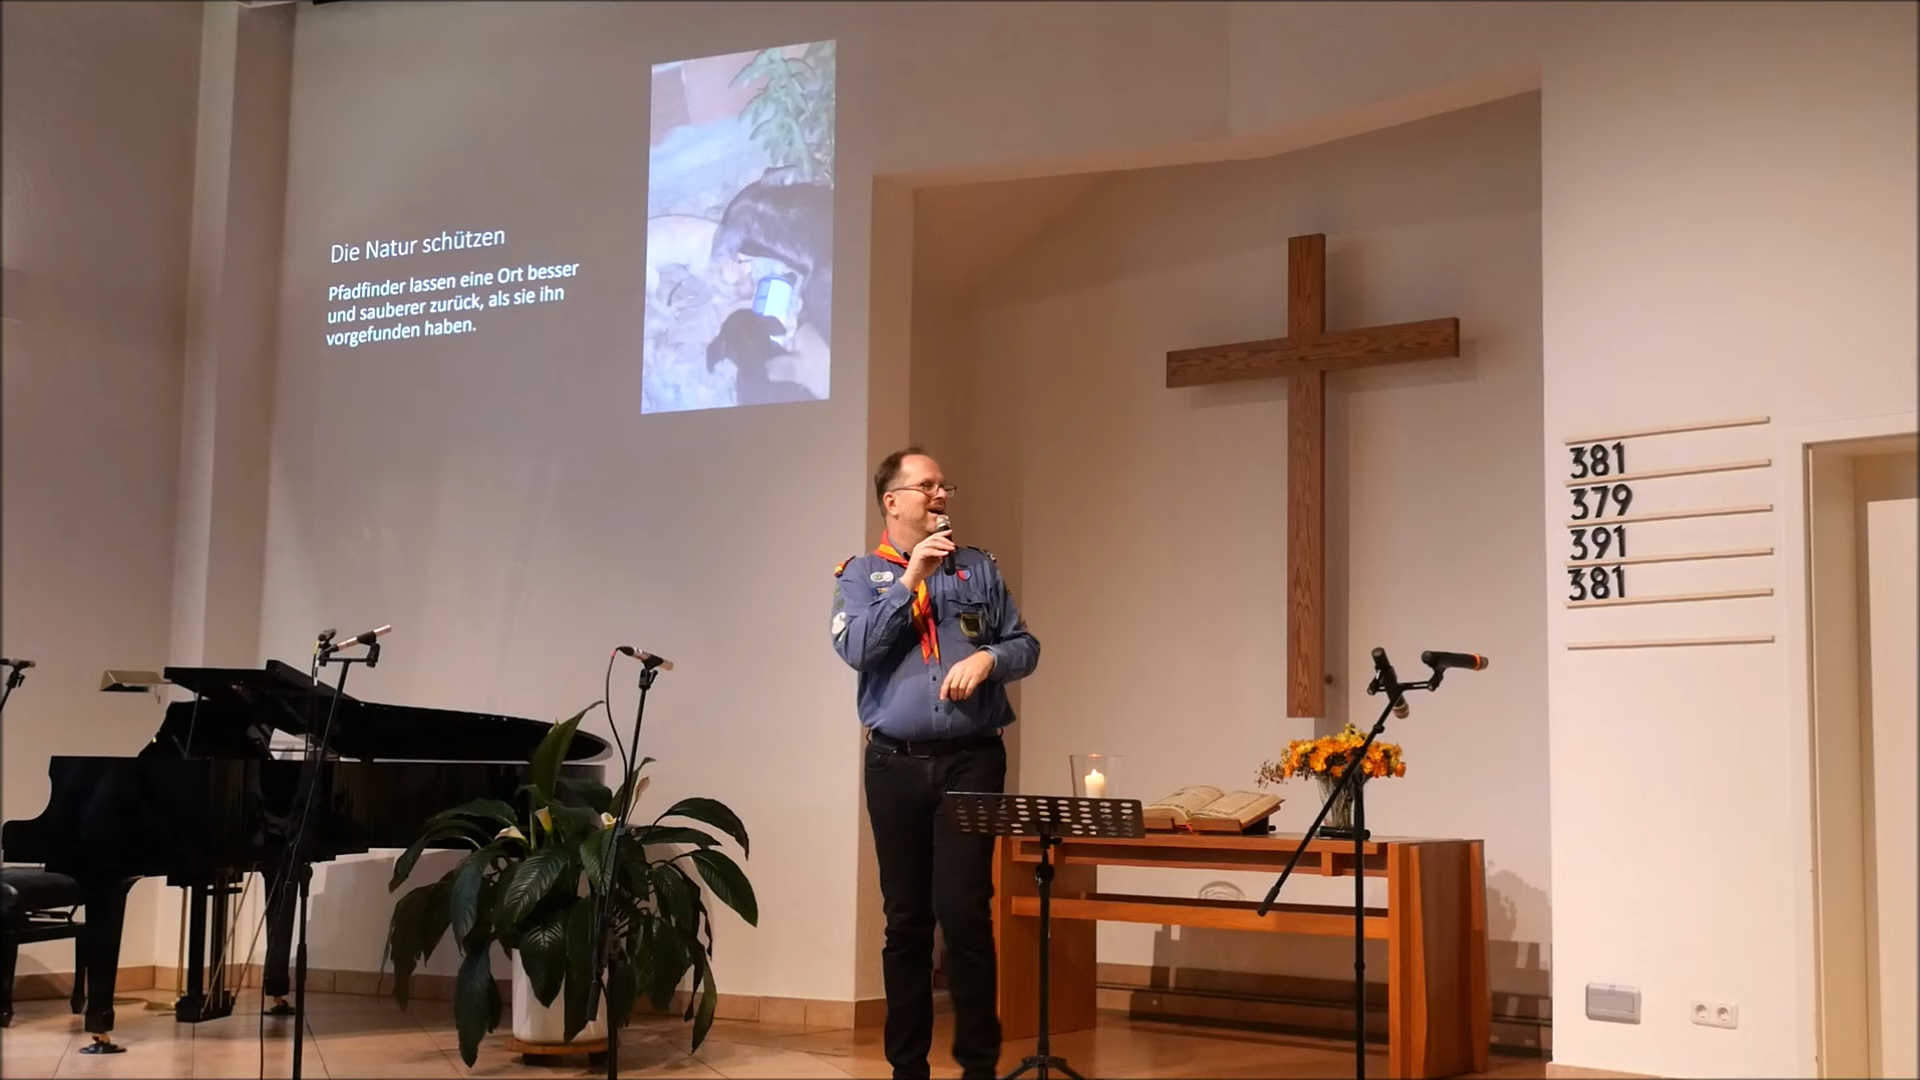 Die Natur schützen
Pfadfinder lassen eine Ort besser
und sauberer zurück, als sie ihn
vorgefunden haben.
381
379
391
381